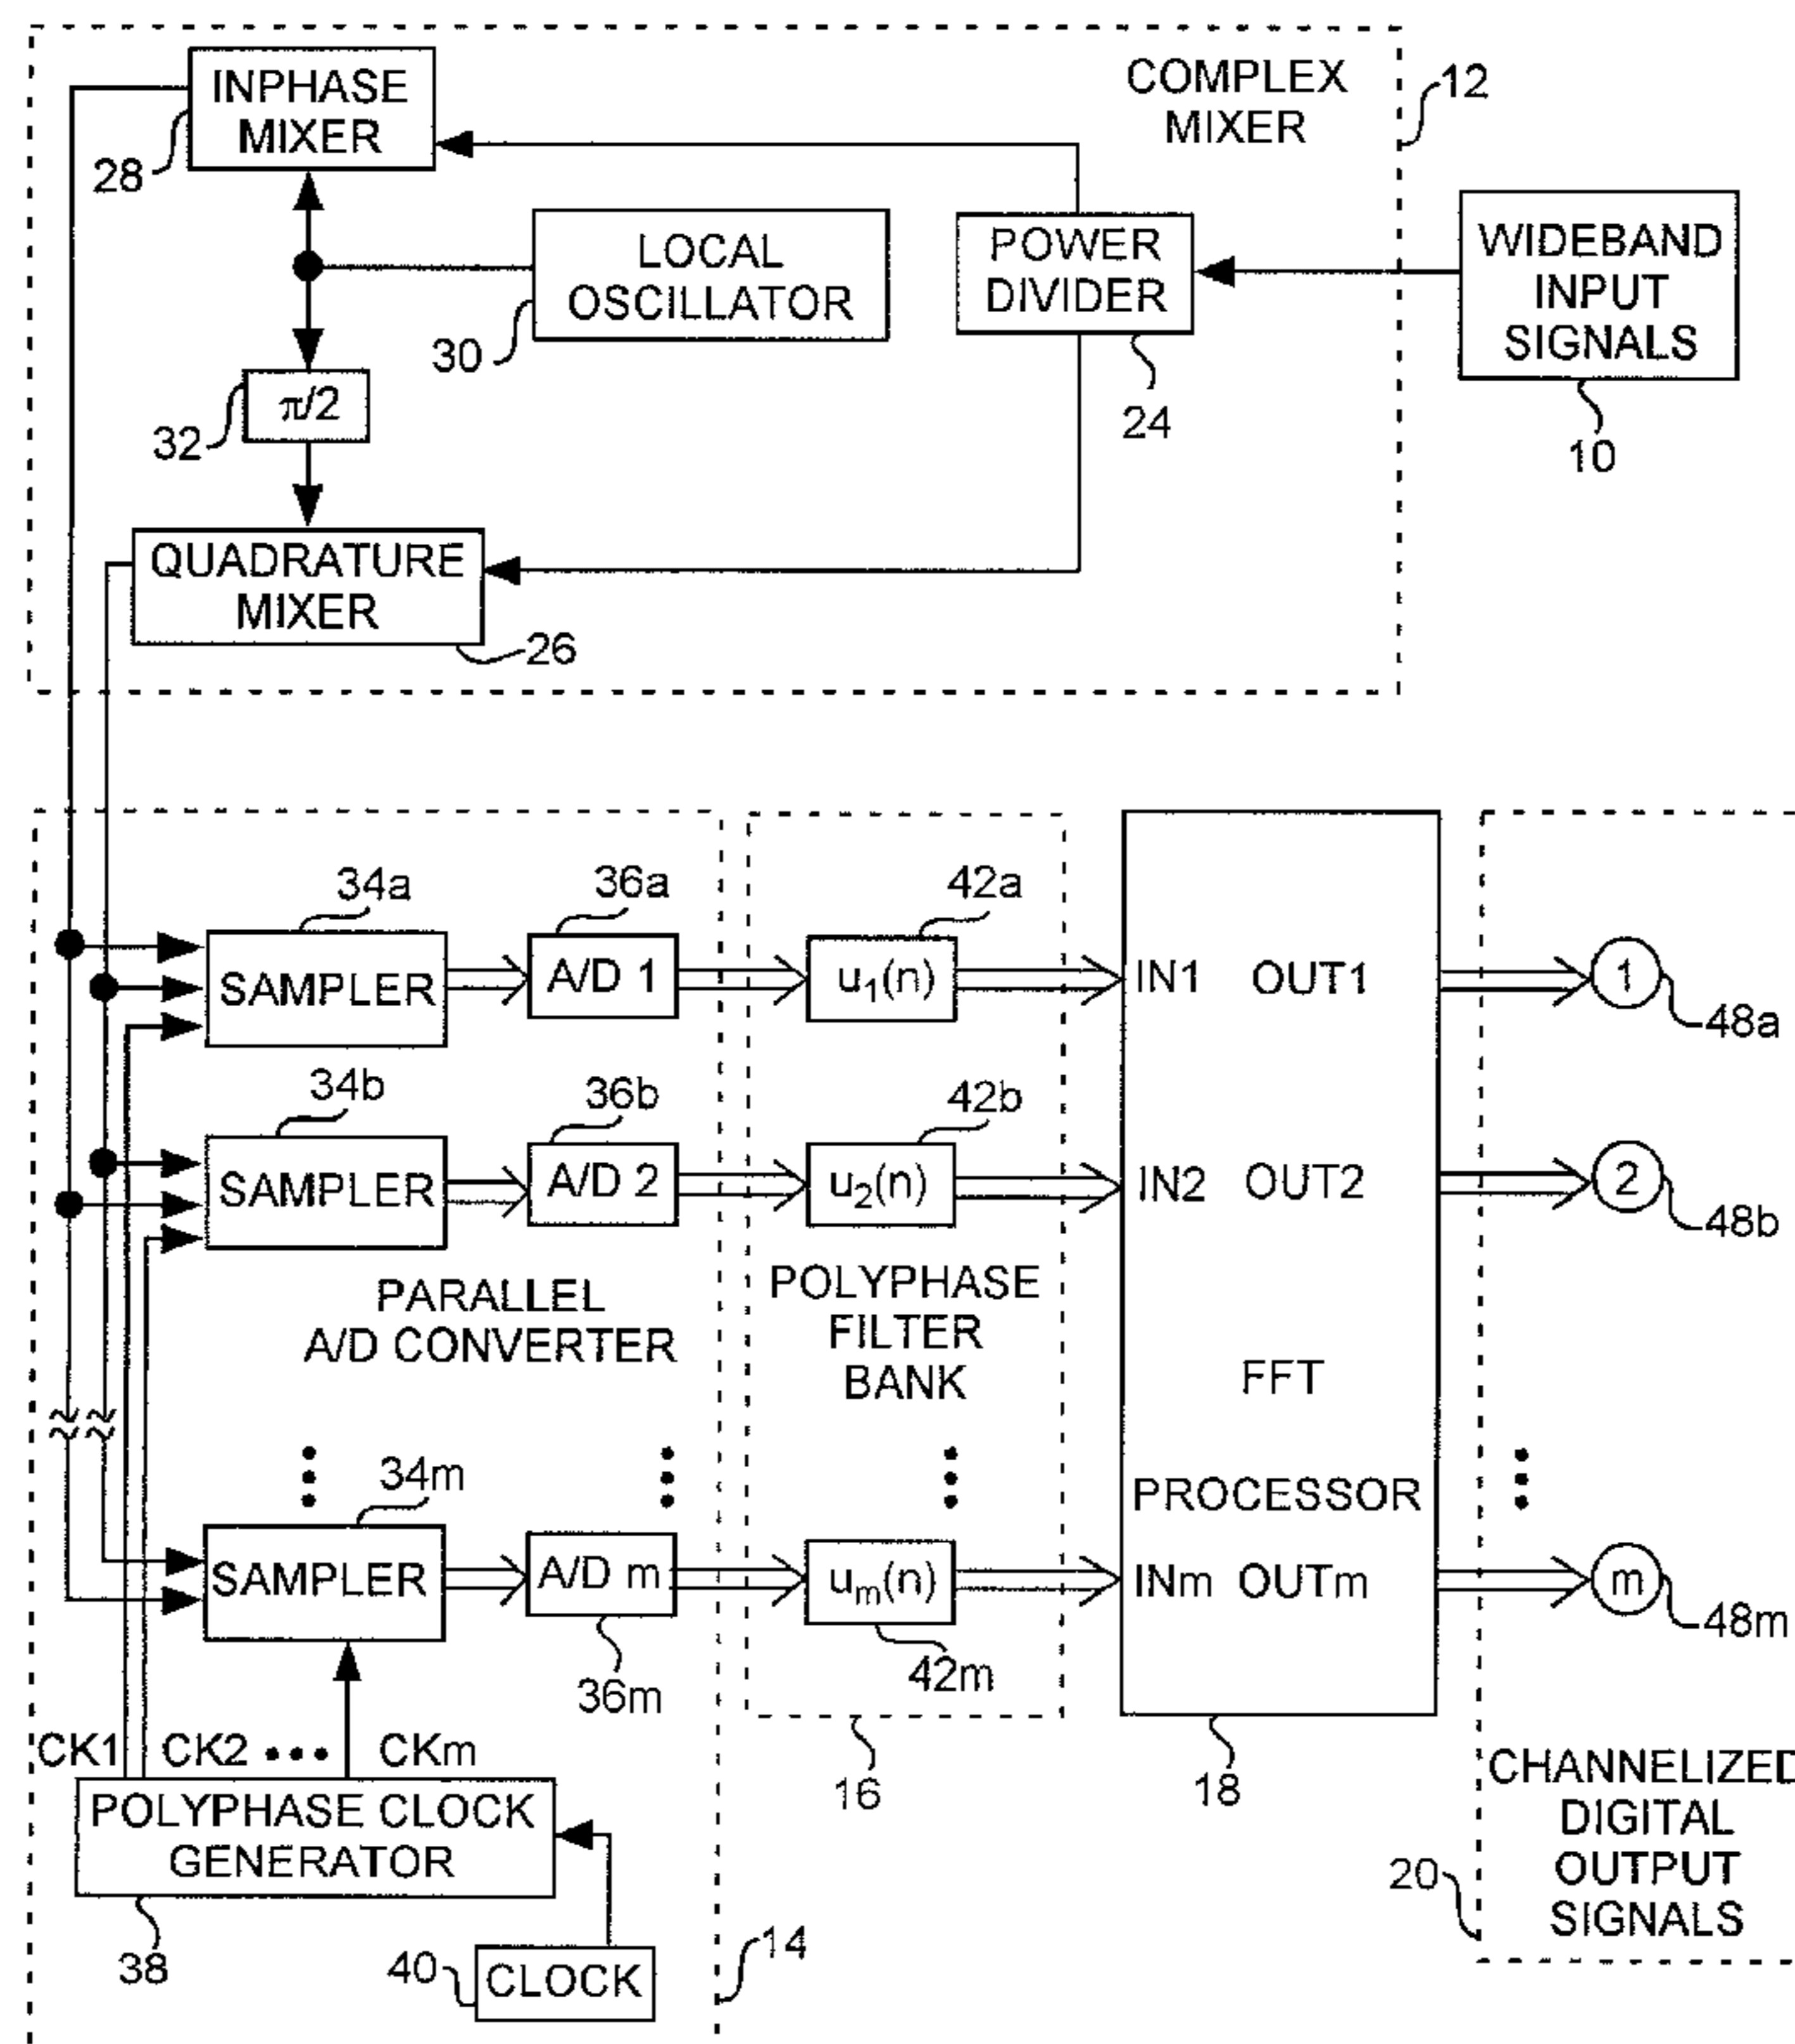 INPHASE
MIXER
28
COMPLEX
MIXER
12
LOCAL
OSCILLATOR
30
POWER
DIVIDER
24
WIDEBAND
INPUT
SIGNALS
10
π/2
32
QUADRATURE
MIXER
26
34a
36a
42a
SAMPLER
A/D 1
u₁(n)
IN1
OUT1
1
48a
34b
36b
42b
SAMPLER
A/D 2
u₂(n)
IN2
OUT2
2
48b
PARALLEL
A/D CONVERTER
POLYPHASE
FILTER
BANK
FFT
PROCESSOR
34m
SAMPLER
A/D m
uₘ(n)
INm
OUTm
m
48m
36m
42m
CK1
CK2
CKm
16
18
POLYPHASE CLOCK
GENERATOR
38
40
CLOCK
14
CHANNELIZED
DIGITAL
OUTPUT
SIGNALS
20